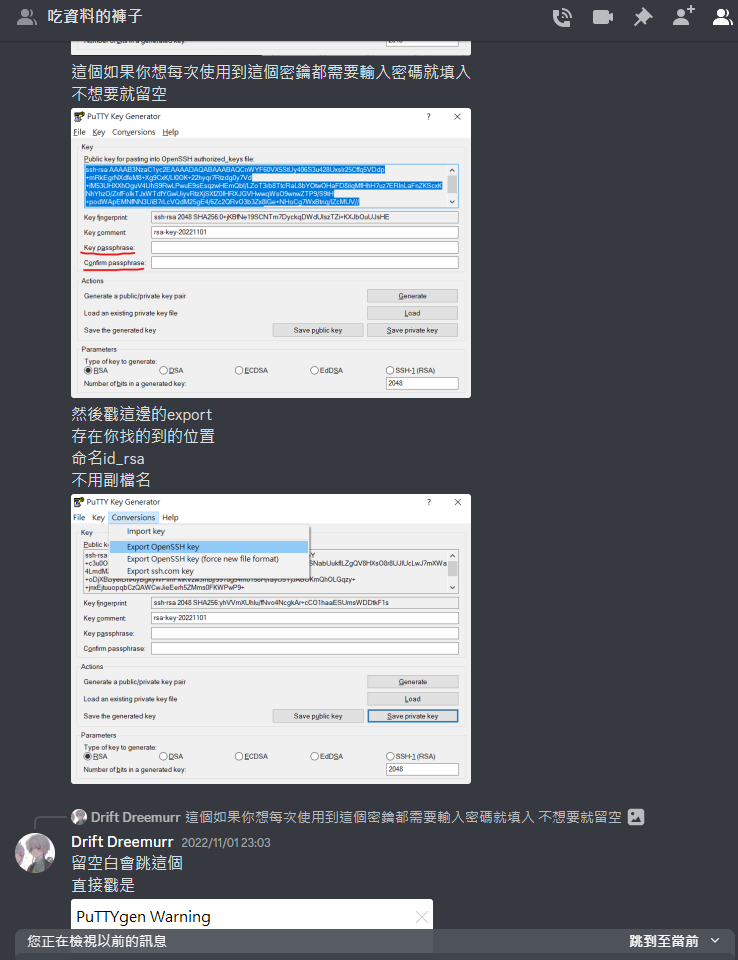 吃資料的褲子
Number of bits in a generated key:
2048
這個如果你想每次使用到這個密鑰都需要輸入密碼就填入
不想要就留空
PuTTY Key Generator
?
File Key Conversions Help
Key
Public key for pasting into OpenSSH authorized_keys file:
Key fingerprint:
Key comment:
rsa-key-20221101
Key passphrase:
Confirm passphrase:
Actions
Generate a public/private key pair
Generate
Load an existing private key file
Load
Save the generated key
Save public key
Save private key
Parameters
Type of key to generate:
RSA DSA ECDSA EdDSA SSH-1 (RSA)
Number of bits in a generated key:
2048
然後戳這邊的export
存在你找的到的位置
命名id_rsa
不用副檔名
PuTTY Key Generator
?
File Key Conversions Help
Key
Import key
Export OpenSSH key
Export OpenSSH key (force new file format)
Export ssh.com key
Key fingerprint:
Key comment:
rsa-key-20221101
Key passphrase:
Confirm passphrase:
Actions
Generate a public/private key pair
Generate
Load an existing private key file
Load
Save the generated key
Save public key
Save private key
Parameters
Type of key to generate:
RSA DSA ECDSA EdDSA SSH-1 (RSA)
Number of bits in a generated key:
2048
Drift Dreemurr 這個如果你想每次使用到這個密鑰都需要輸入密碼就填入 不想要就留空
Drift Dreemurr 2022/11/01 23:03
留空白會跳這個
直接戳是
PuTTYgen Warning
您正在檢視以前的訊息
跳到至當前